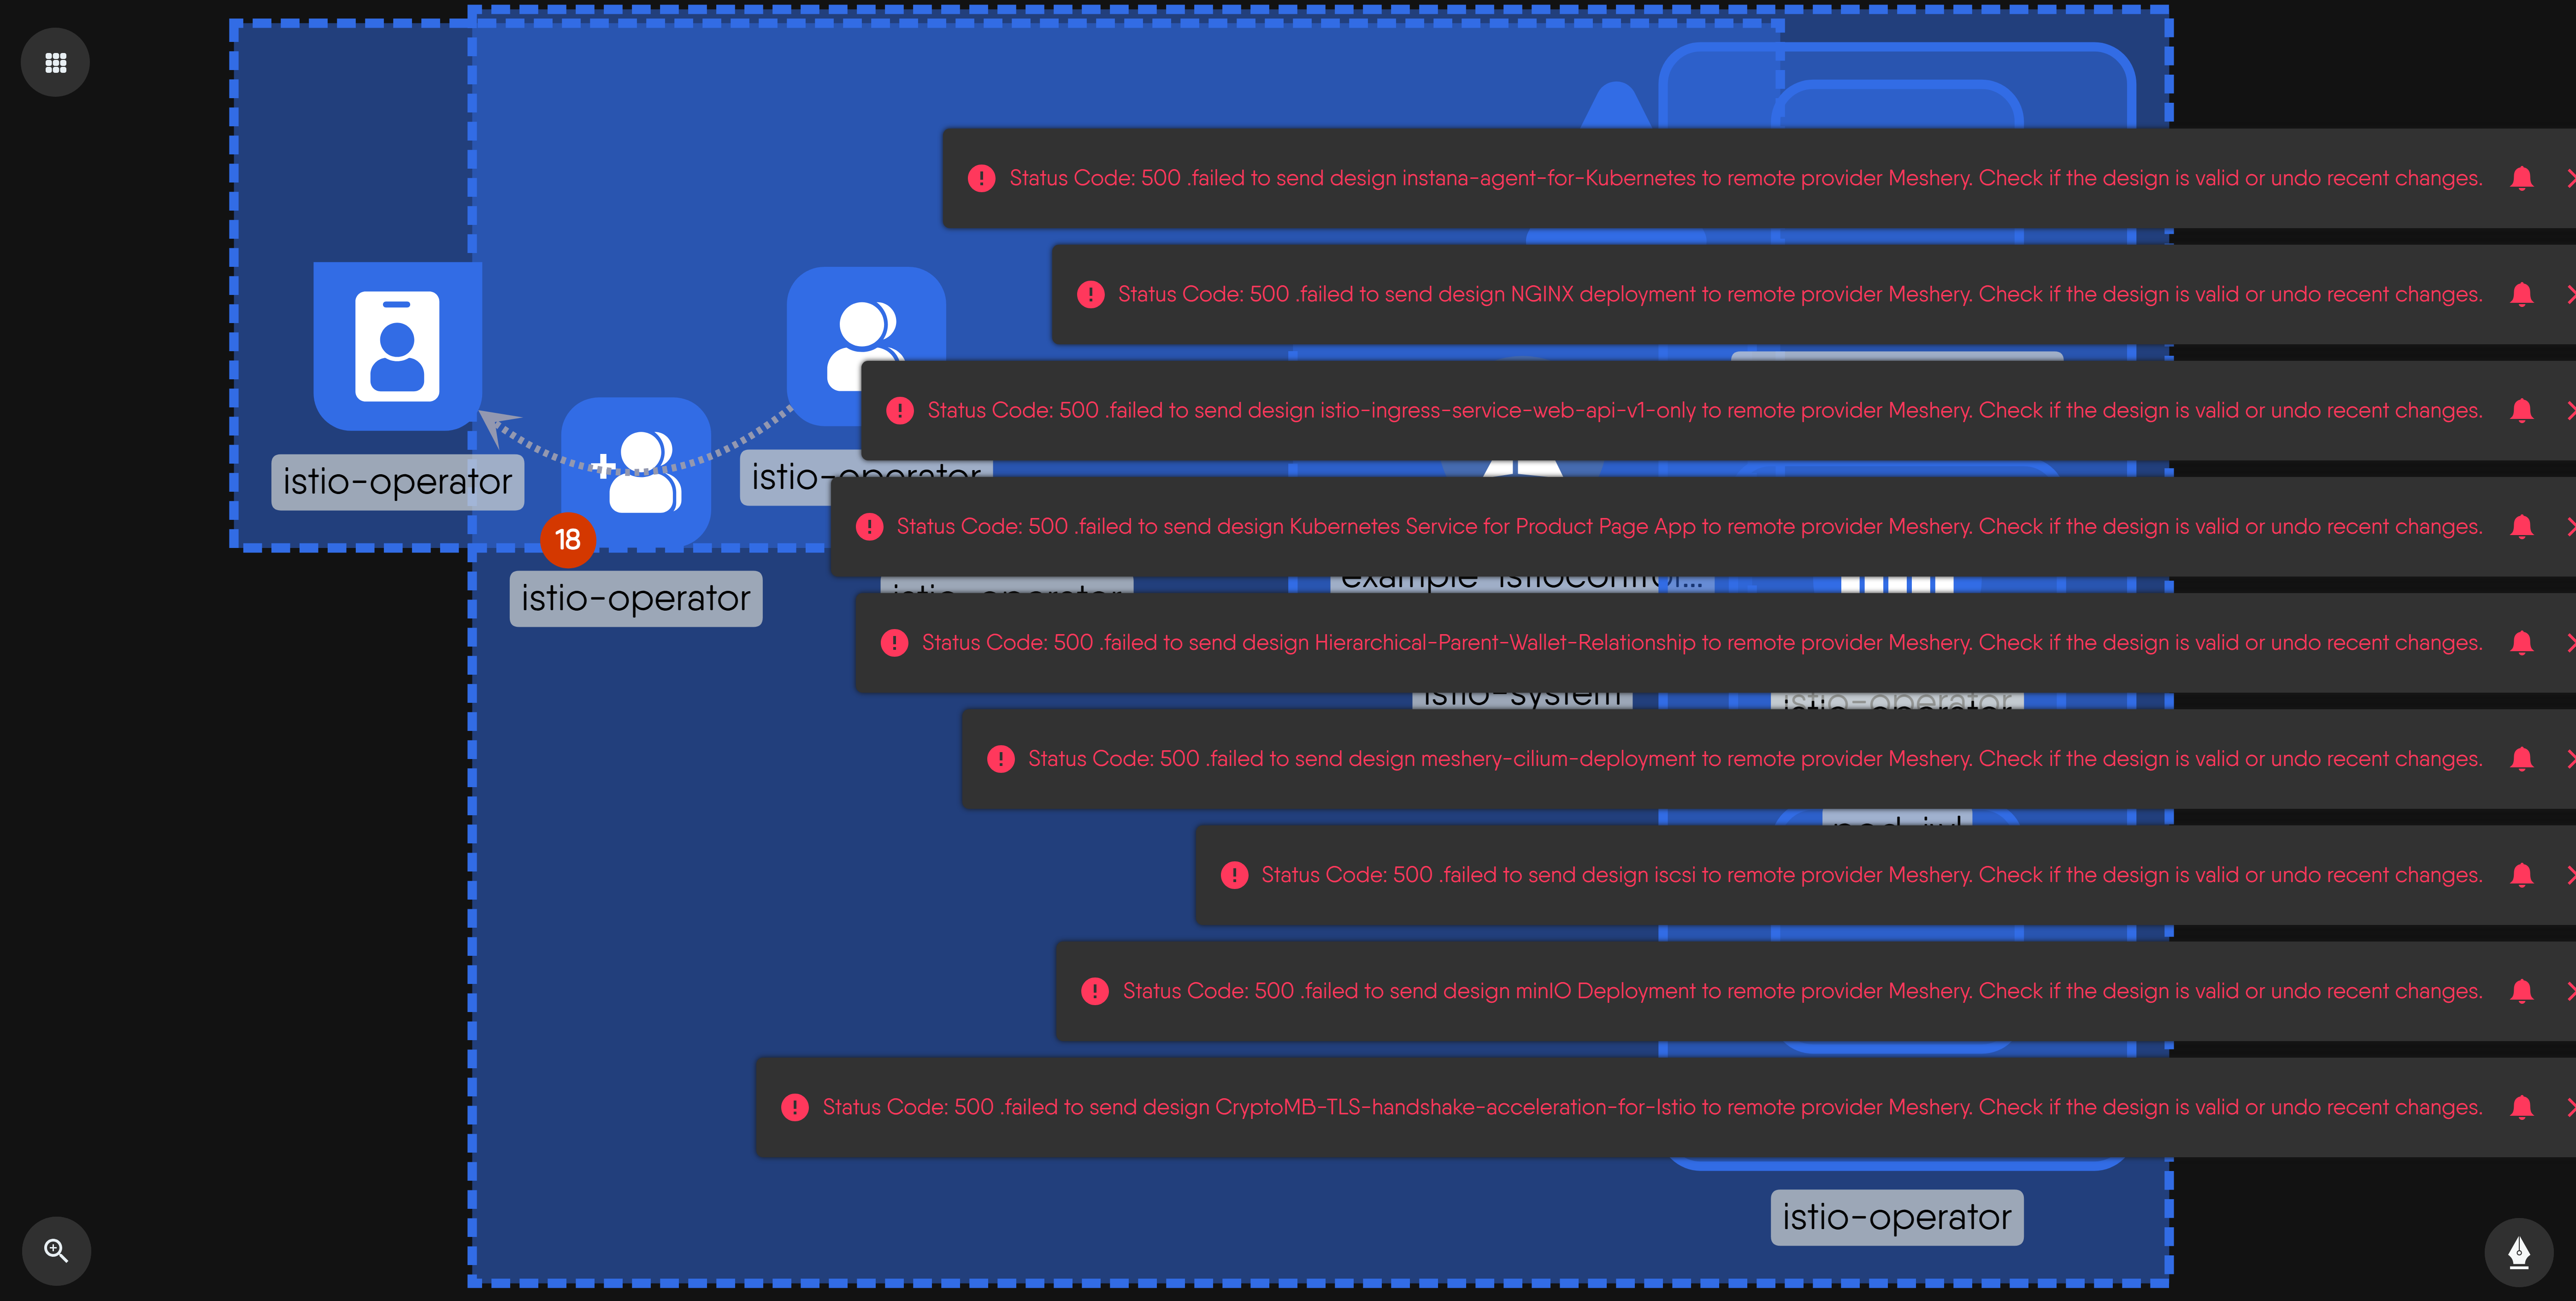 Status Code: 500 .failed to send design instana-agent-for-Kubernetes to remote provider Meshery. Check if the design is valid or undo recent changes.
Status Code: 500 .failed to send design NGINX deployment to remote provider Meshery. Check if the design is valid or undo recent changes.
Status Code: 500 .failed to send design istio-ingress-service-web-api-v1-only to remote provider Meshery. Check if the design is valid or undo recent changes.
istio-operator
istio-operator
Status Code: 500 .failed to send design Kubernetes Service for Product Page App to remote provider Meshery. Check if the design is valid or undo recent changes.
18
example-istiocontrol...
istio-operator
istio-operator
Status Code: 500 .failed to send design Hierarchical-Parent-Wallet-Relationship to remote provider Meshery. Check if the design is valid or undo recent changes.
istio-system
istio-operator
Status Code: 500 .failed to send design meshery-cilium-deployment to remote provider Meshery. Check if the design is valid or undo recent changes.
Status Code: 500 .failed to send design iscsi to remote provider Meshery. Check if the design is valid or undo recent changes.
Status Code: 500 .failed to send design minIO Deployment to remote provider Meshery. Check if the design is valid or undo recent changes.
Status Code: 500 .failed to send design CryptoMB-TLS-handshake-acceleration-for-Istio to remote provider Meshery. Check if the design is valid or undo recent changes.
istio-operator